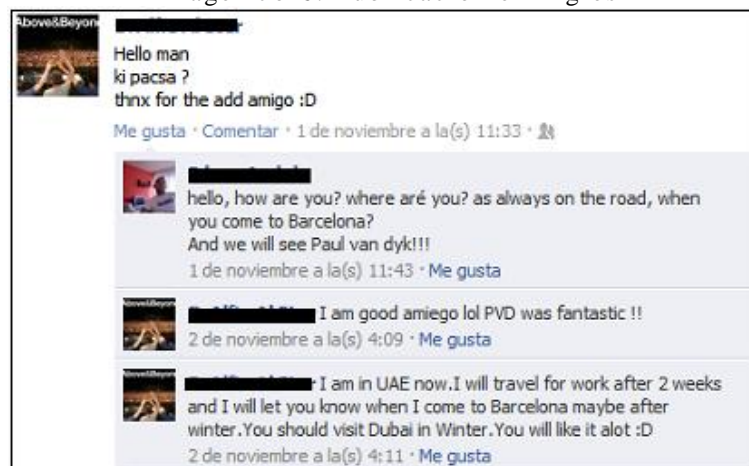 Above&Beyon
Hello man
ki pacsa ?
thnx for the add amigo :D
Me gusta · Comentar · 1 de noviembre a la(s) 11:33 ·
hello, how are you? where aré you? as always on the road, when
you come to Barcelona?
And we will see Paul van dyk!!!
1 de noviembre a la(s) 11:43 · Me gusta
Above&Beyon
I am good amiego lol PVD was fantastic !!
2 de noviembre a la(s) 4:09 · Me gusta
Above&Beyon
I am in UAE now.I will travel for work after 2 weeks
and I will let you know when I come to Barcelona maybe after
winter.You should visit Dubai in Winter.You will like it alot :D
2 de noviembre a la(s) 4:11 · Me gusta